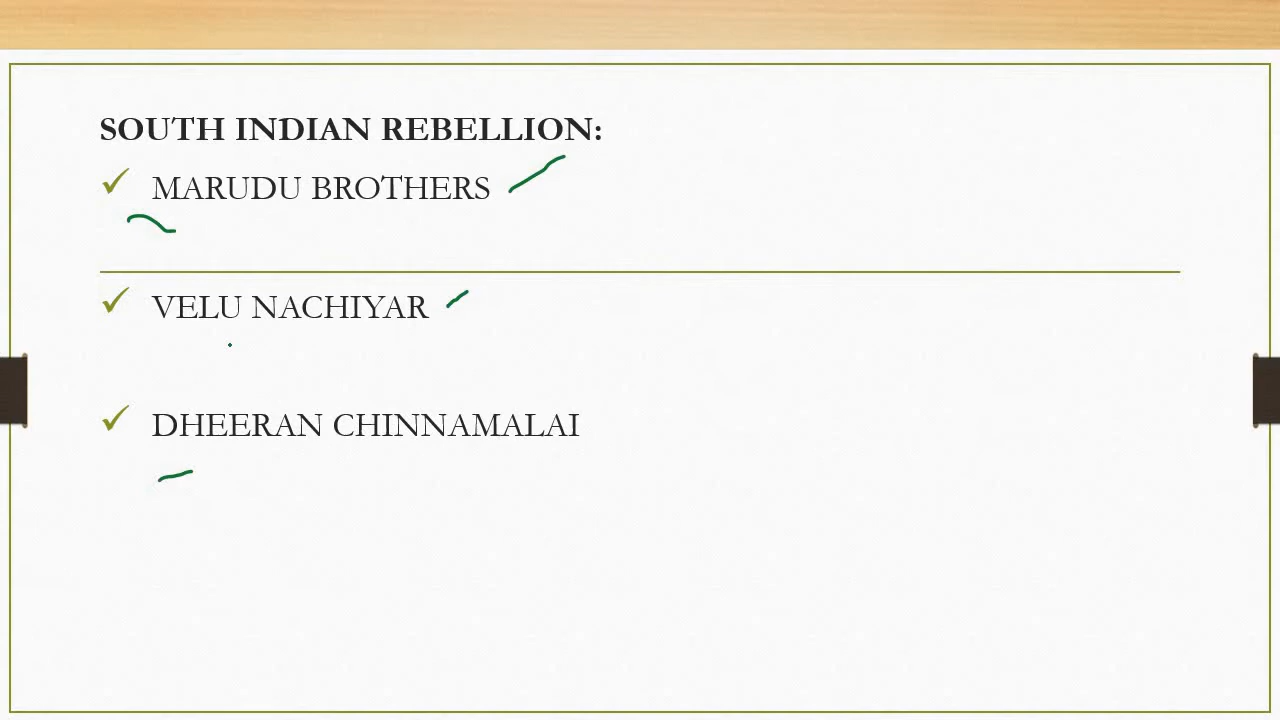 SOUTH INDIAN REBELLION:
MARUDU BROTHERS
VELU NACHIYAR
DHEERAN CHINNAMALAI